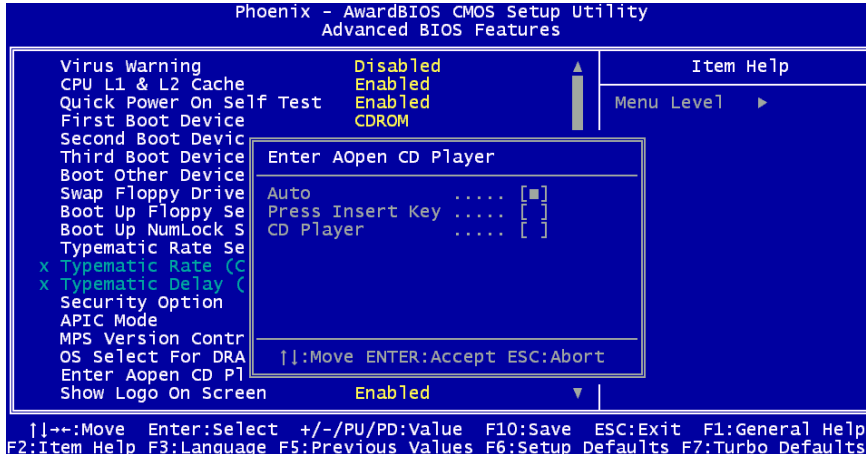 Phoenix - AwardBIOS CMOS Setup Utility
Advanced BIOS Features
Virus Warning Disabled
CPU L1 & L2 Cache Enabled
Quick Power On Self Test Enabled
First Boot Device CDROM
Second Boot Devic
Third Boot Device
Boot Other Device
Swap Floppy Drive
Boot Up Floppy Se
Boot Up NumLock S
Typematic Rate Se
x Typematic Rate (C
x Typematic Delay (
Security Option
APIC Mode
MPS Version Contr
OS Select For DRA
Enter Aopen CD Pl
Show Logo On Screen Enabled
Enter AOpen CD Player
Auto ..... [■]
Press Insert Key ..... [ ]
CD Player ..... [ ]
↑↓:Move ENTER:Accept ESC:Abort
Item Help
Menu Level ▶
↑↓→←:Move Enter:Select +/-/PU/PD:Value F10:Save ESC:Exit F1:General Help
F2:Item Help F3:Language F5:Previous Values F6:Setup Defaults F7:Turbo Defaults